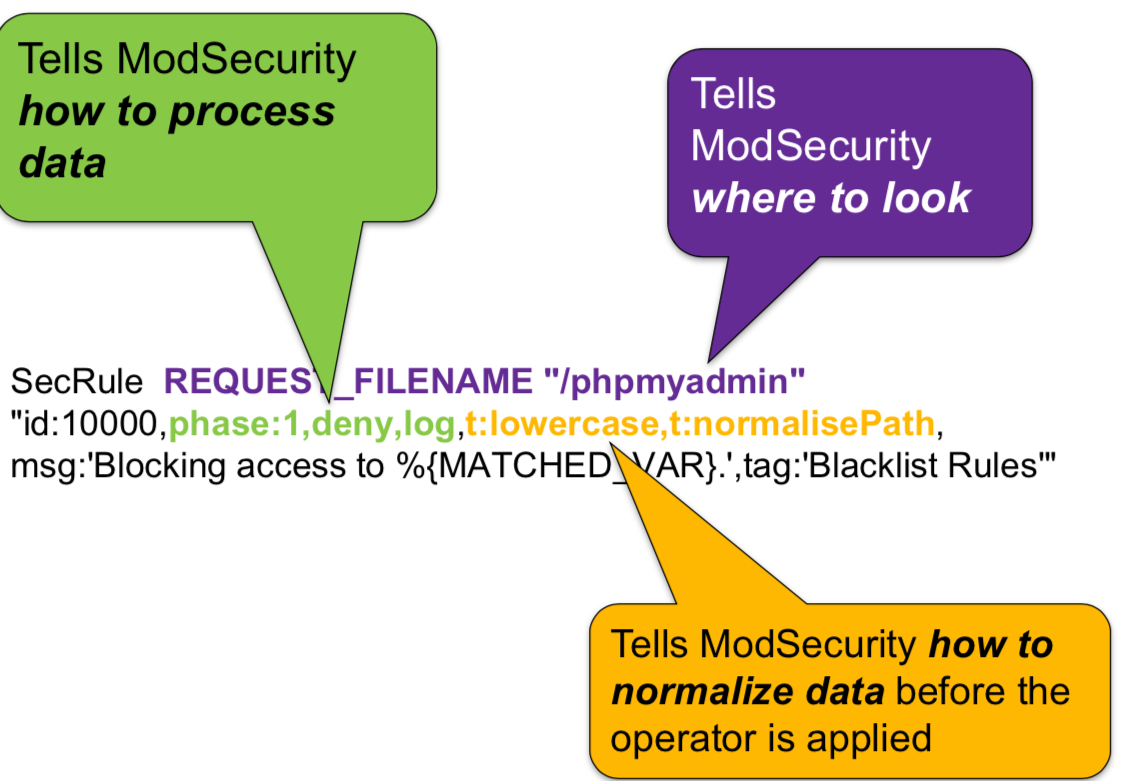 Tells ModSecurity
how to process
data
Tells
ModSecurity
where to look
SecRule REQUEST_FILENAME "/phpmyadmin"
"id:10000,phase:1,deny,log,t:lowercase,t:normalisePath,
msg:'Blocking access to %{MATCHED_VAR}.',tag:'Blacklist Rules'"
Tells ModSecurity how to
normalize data before the
operator is applied